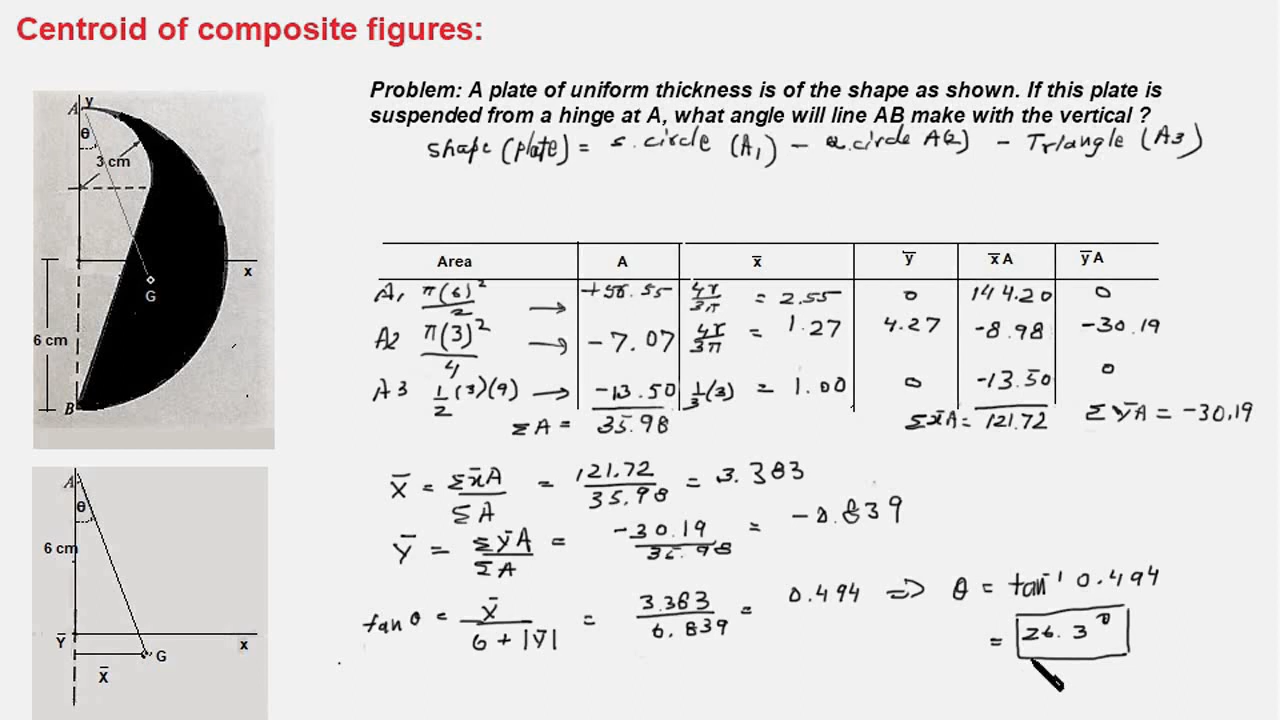 Centroid of composite figures:
Problem: A plate of uniform thickness is of the shape as shown. If this plate is
suspended from a hinge at A, what angle will line AB make with the vertical ?
shape (plate) = s. circle (A1) - Q.circle A2) - Triangle (A3)
A y
θ
3 cm
x
G
6 cm
B
Area A x̅ y̅ x̅ A y̅ A
A1 π(6)²/2 → +56.55 4r/3π = 2.55 0 144.20 0
A2 π(3)²/4 → -7.07 4r/3π = 1.27 4.27 -8.98 -30.19
A3 1/2 (3)(9) → -13.50 1/3(3) = 1.00 0 -13.50 0
ΣA = 35.98 Σx̅A = 121.72 Σy̅A = -30.19
X̅ = Σx̅A/ΣA = 121.72/35.98 = 3.383
Y̅ = Σy̅A/ΣA = -30.19/35.98 = -0.839
tan θ = X̅/6 + |Y̅| = 3.383/6.839 = 0.494 => θ = tan⁻¹ 0.494
= 26.3°
A
θ
6 cm
Y̅ x
G
X̅